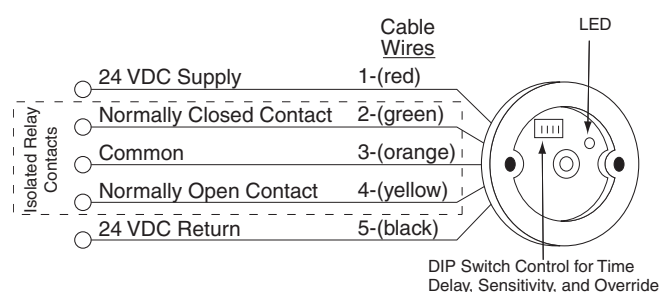 Cable
Wires
LED
24 VDC Supply 1-(red)
Normally Closed Contact 2-(green)
Common 3-(orange)
Normally Open Contact 4-(yellow)
24 VDC Return 5-(black)
Isolated Relay
Contacts
DIP Switch Control for Time
Delay, Sensitivity, and Override